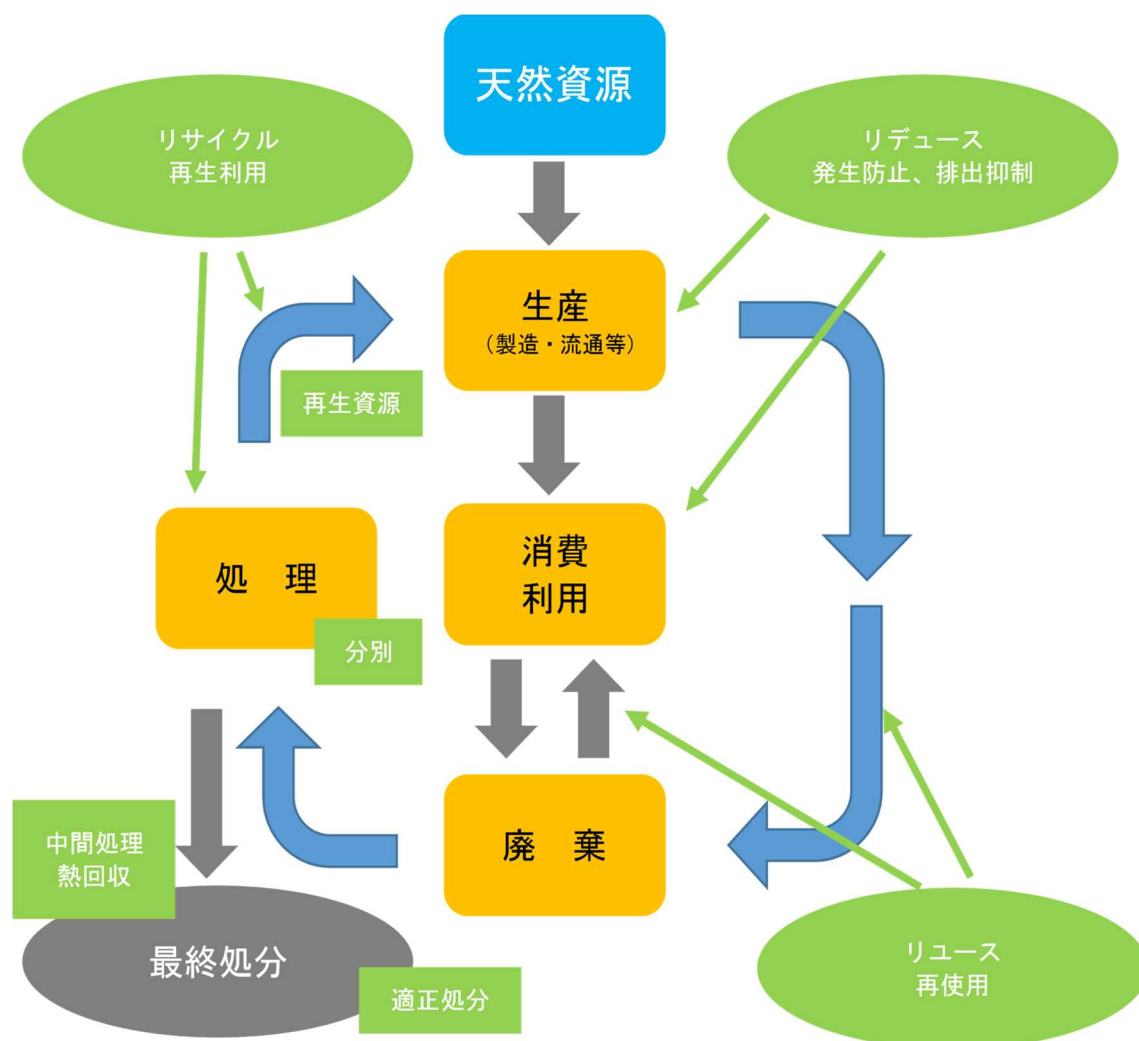 天然資源
リサイクル
再生利用
リデュース
発生防止、排出抑制
生産
（製造・流通等）
再生資源
消費
利用
処　理
分別
中間処理
熱回収
廃　棄
最終処分
適正処分
リユース
再使用